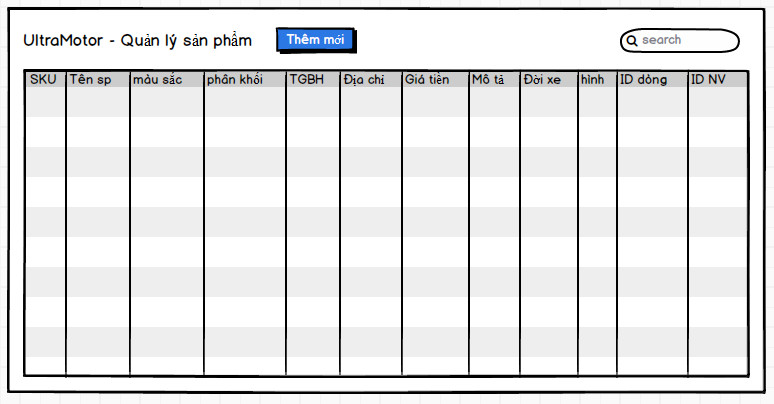 UltraMotor - Quản lý sản phẩm Thêm mới search
SKU Tên sp màu sắc phân khối TGBH Địa chỉ Giá tiền Mô tả Đời xe hình ID dòng ID NV